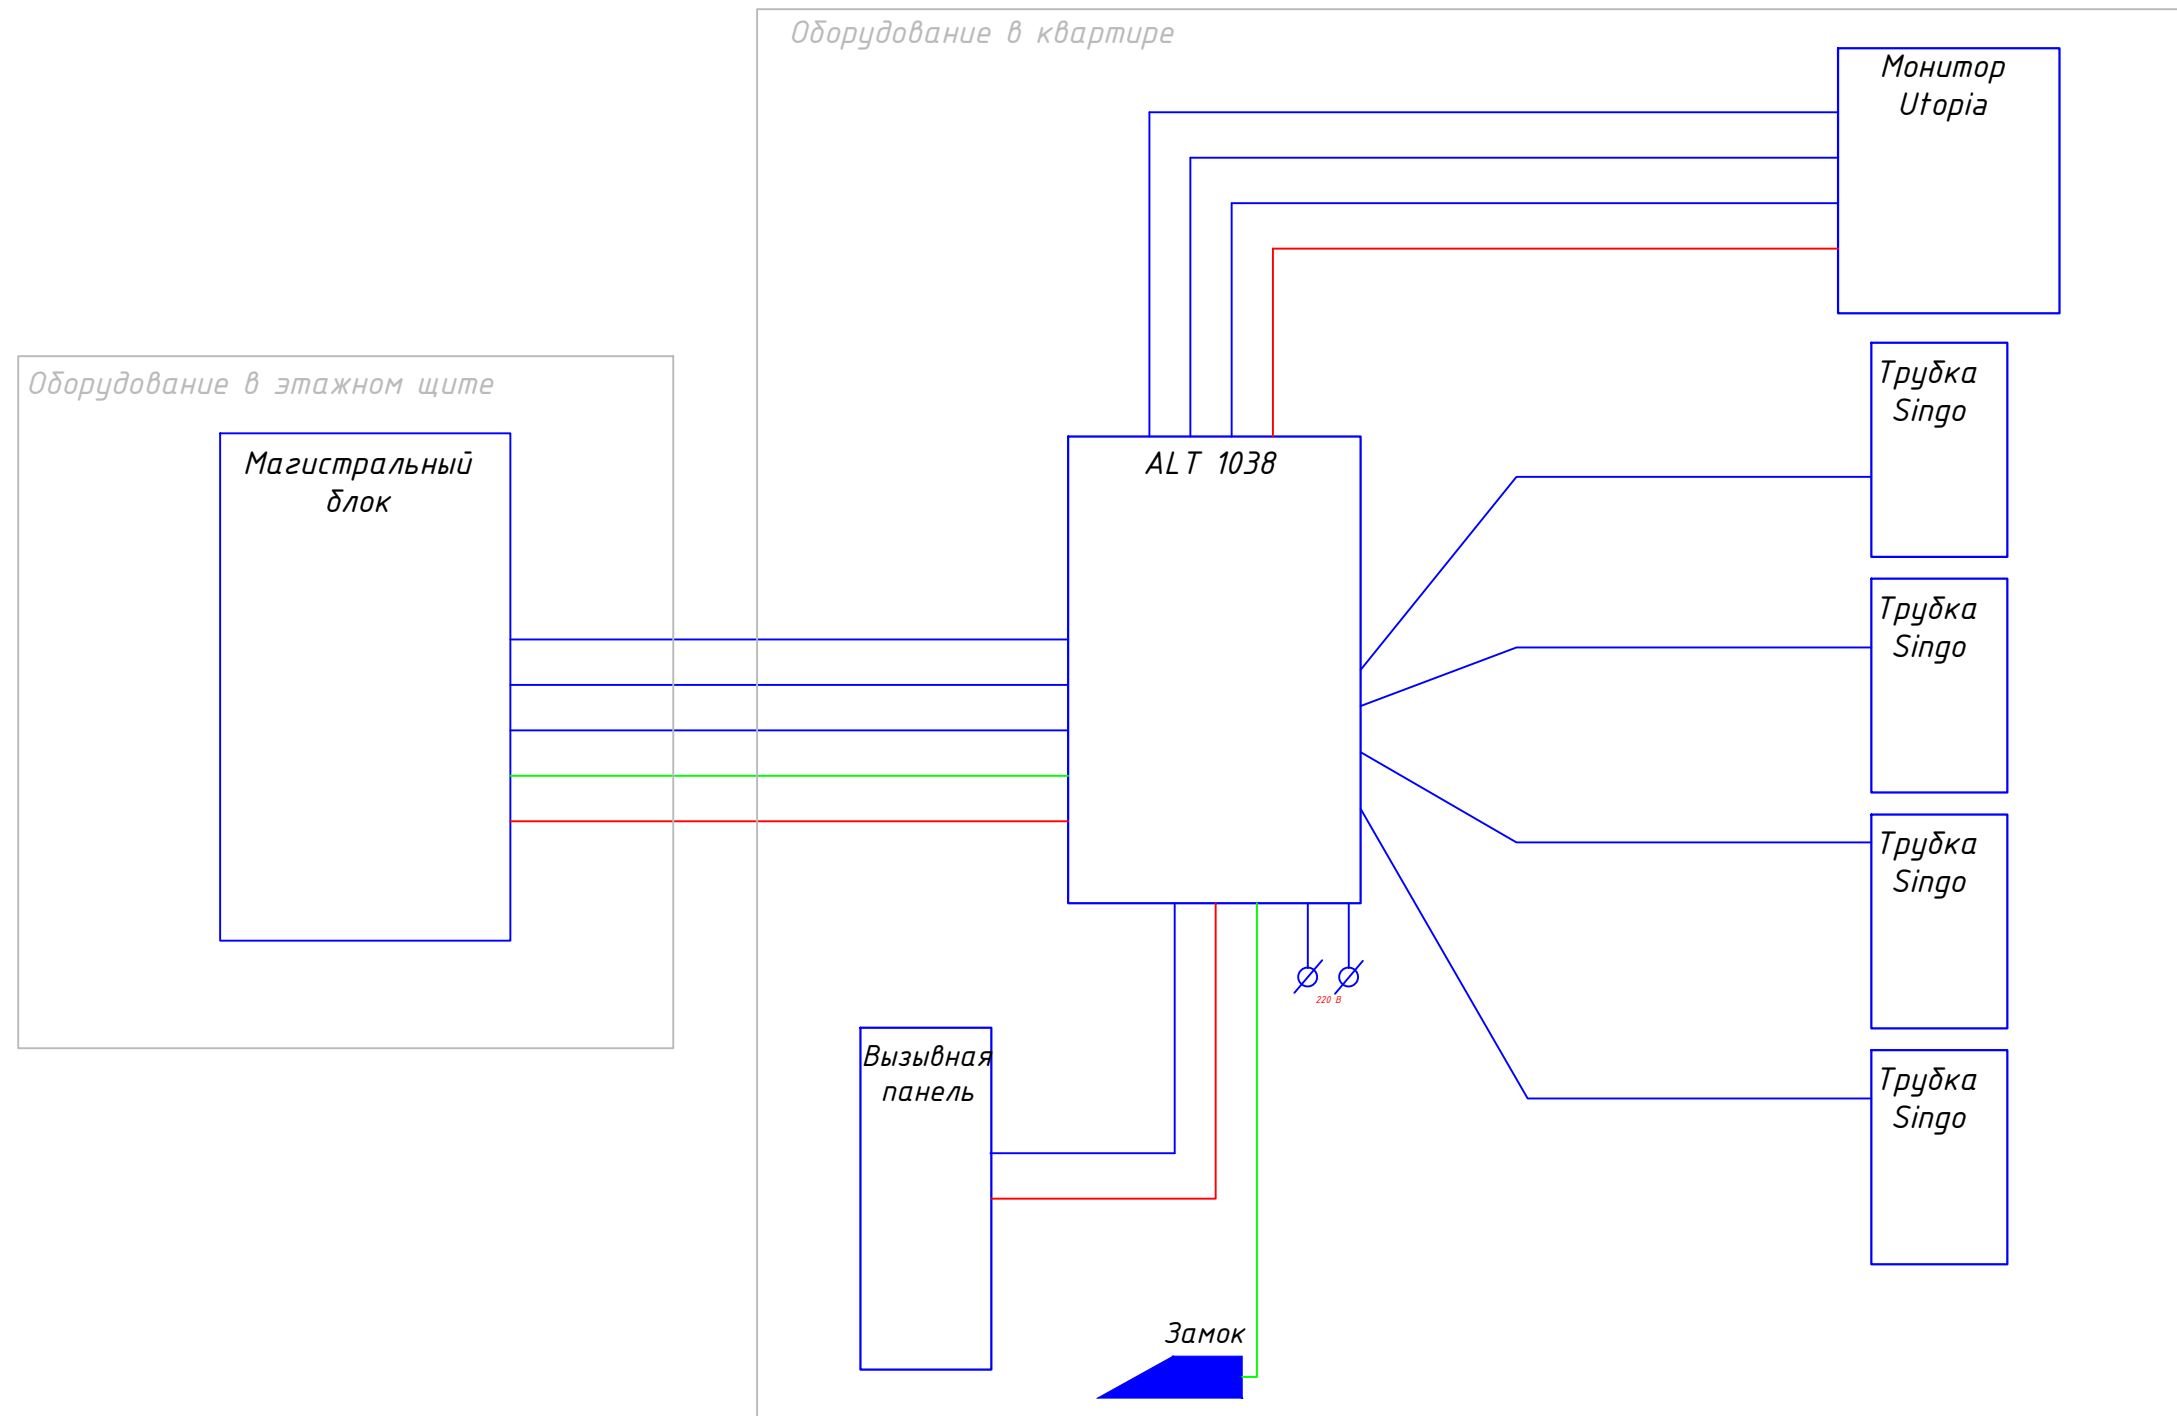 Оборудование в квартире
Монитор
Utopia
Оборудование в этажном щите
Магистральный
блок
ALT 1038
Трубка
Singo
Трубка
Singo
Трубка
Singo
Трубка
Singo
220 В
Вызывная
панель
Замок